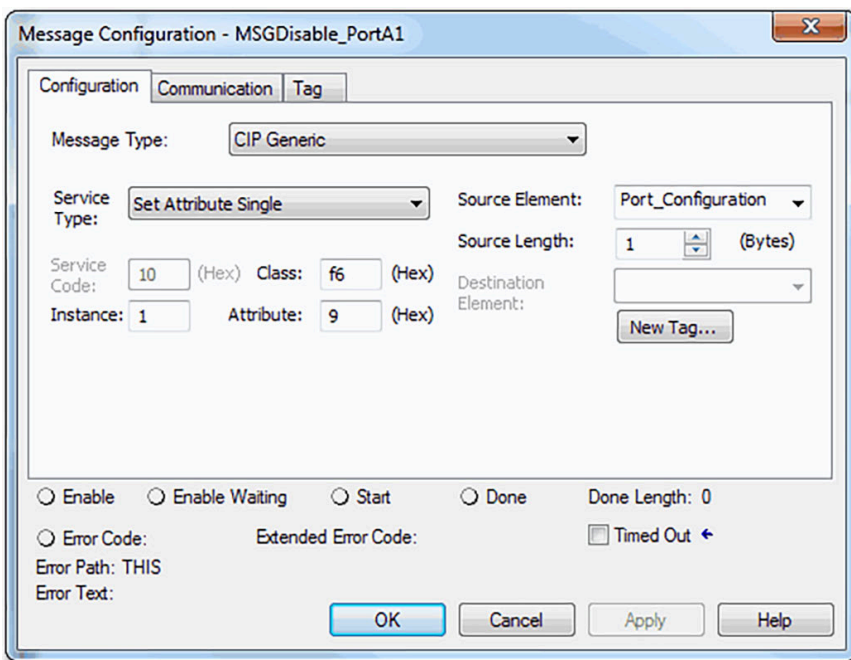 Message Configuration - MSGDisable_PortA1
Configuration Communication Tag
Message Type: CIP Generic
Service Type: Set Attribute Single
Source Element: Port_Configuration
Source Length: 1 (Bytes)
Service Code: 10 (Hex) Class: f6 (Hex)
Destination Element:
Instance: 1 Attribute: 9 (Hex)
New Tag...
Enable Enable Waiting Start Done Done Length: 0
Error Code: Extended Error Code: Timed Out
Error Path: THIS
Error Text:
OK Cancel Apply Help